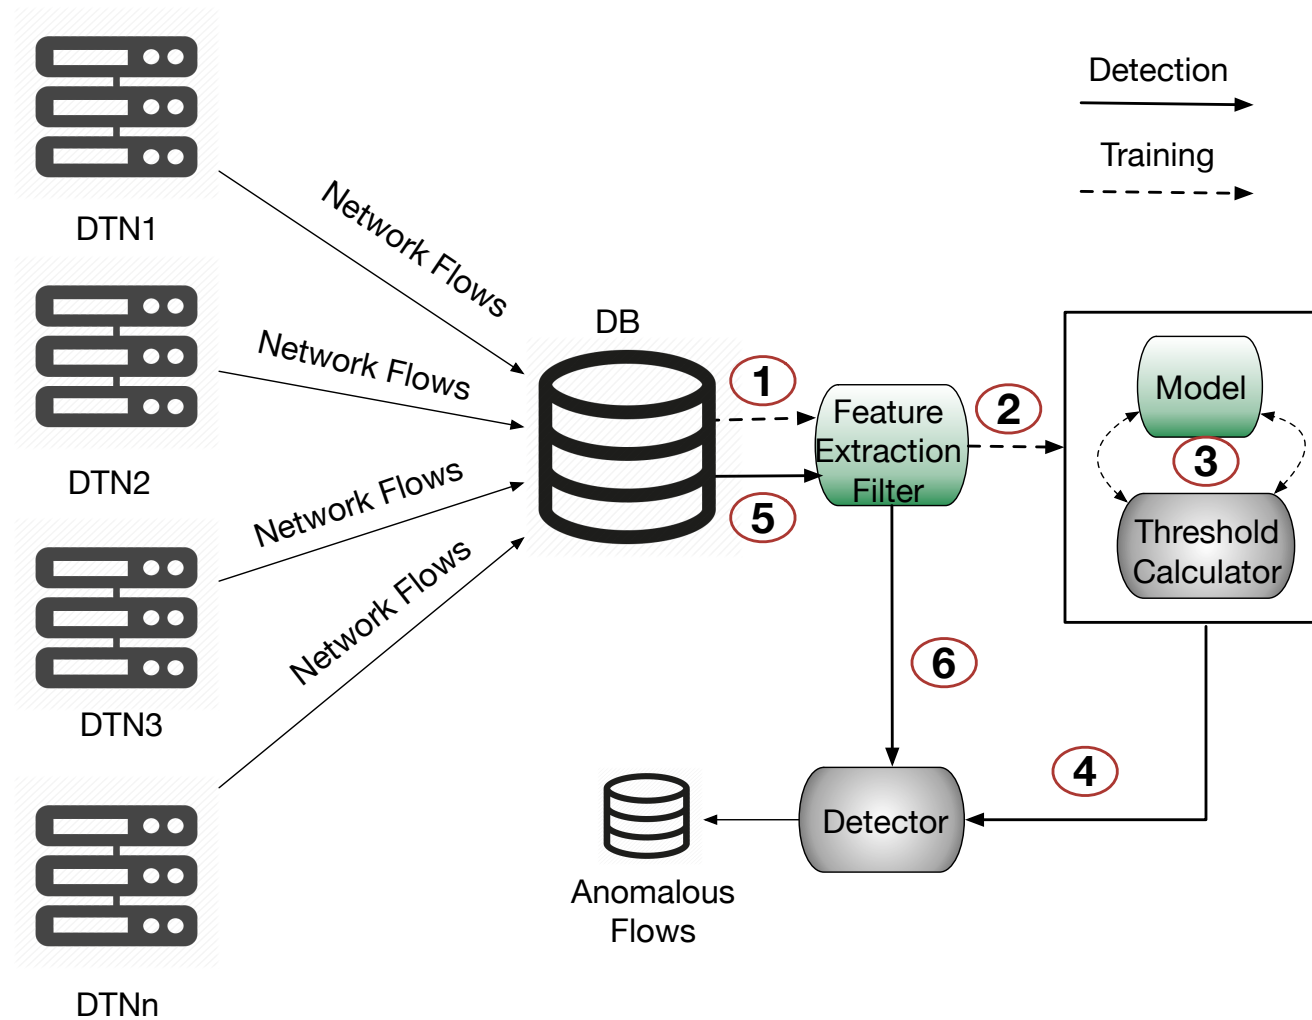 Detection
Training
DTN1
Network Flows
DTN2
Network Flows
DTN3
Network Flows
DTNn
Network Flows
DB
1
5
Feature
Extraction
Filter
2
Model
3
Threshold
Calculator
6
4
Detector
Anomalous
Flows